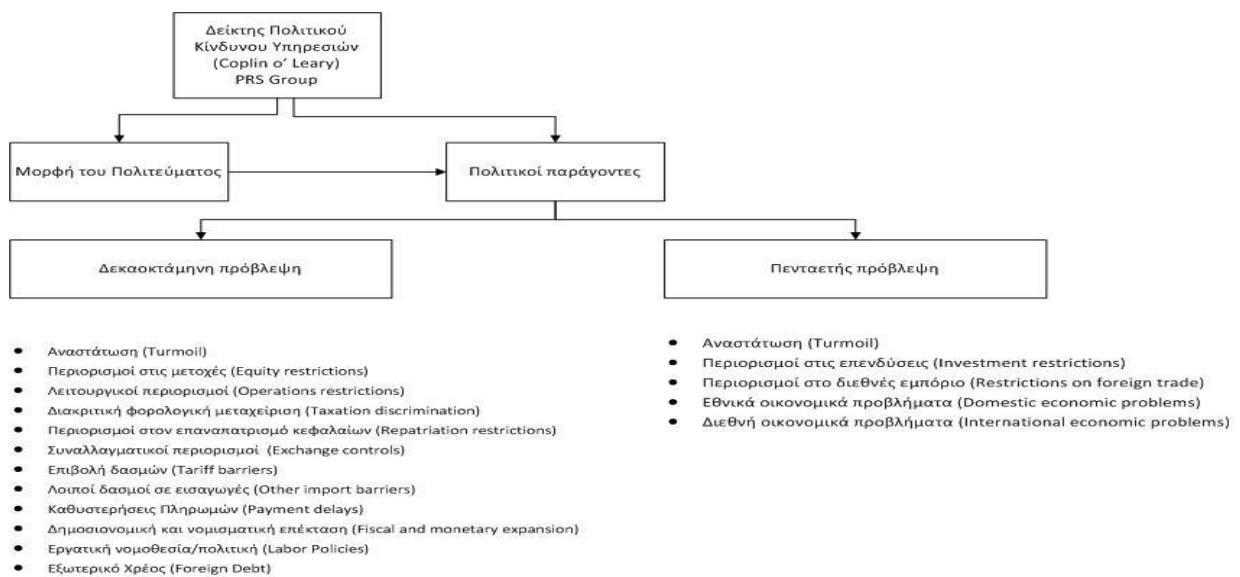 Δείκτης Πολιτικού
Κίνδυνου Υπηρεσιών
(Coplin o' Leary)
PRS Group
Μορφή του Πολιτεύματος
Πολιτικοί παράγοντες
Δεκαοκτάμηνη πρόβλεψη
Πενταετής πρόβλεψη
• Αναστάτωση (Turmoil)
• Περιορισμοί στις μετοχές (Equity restrictions)
• Λειτουργικοί περιορισμοί (Operations restrictions)
• Διακριτική φορολογική μεταχείριση (Taxation discrimination)
• Περιορισμοί στον επαναπατρισμό κεφαλαίων (Repatriation restrictions)
• Συναλλαγματικοί περιορισμοί (Exchange controls)
• Επιβολή δασμών (Tariff barriers)
• Λοιποί δασμοί σε εισαγωγές (Other import barriers)
• Καθυστερήσεις Πληρωμών (Payment delays)
• Δημοσιονομική και νομισματική επέκταση (Fiscal and monetary expansion)
• Εργατική νομοθεσία/πολιτική (Labor Policies)
• Εξωτερικό Χρέος (Foreign Debt)
• Αναστάτωση (Turmoil)
• Περιορισμοί στις επενδύσεις (Investment restrictions)
• Περιορισμοί στο διεθνές εμπόριο (Restrictions on foreign trade)
• Εθνικά οικονομικά προβλήματα (Domestic economic problems)
• Διεθνή οικονομικά προβλήματα (International economic problems)